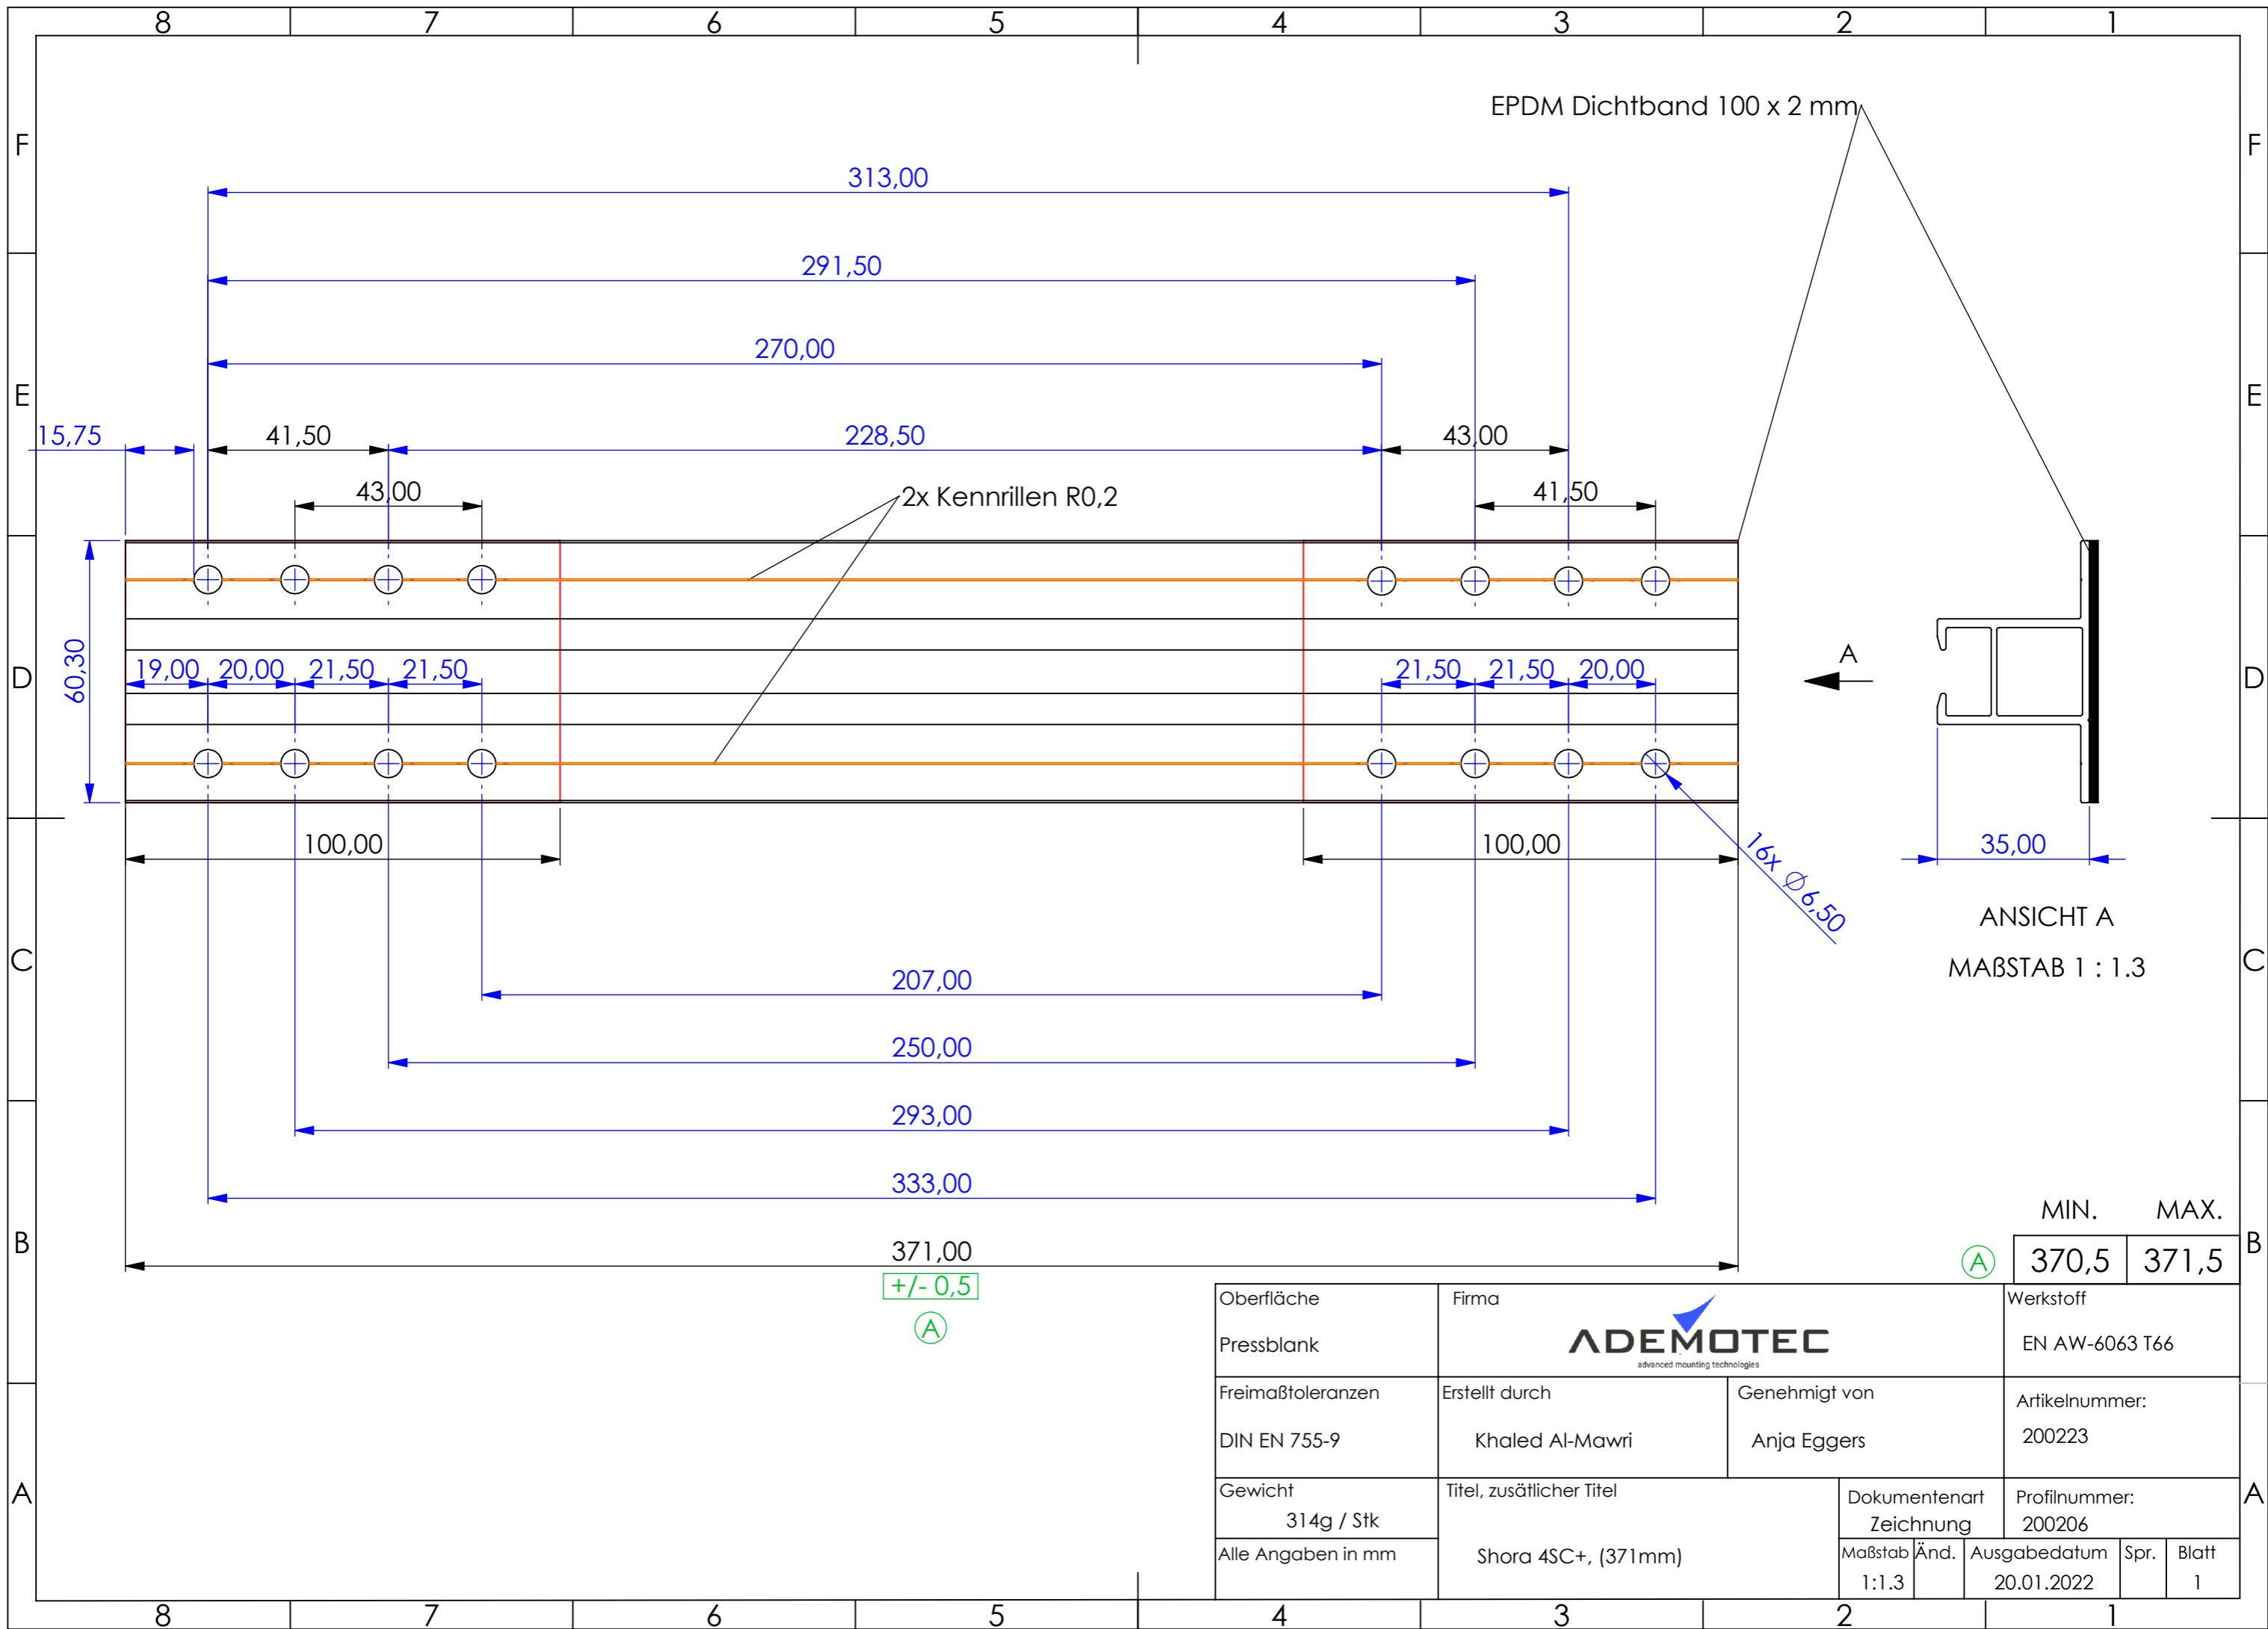 8 7 6 5 4 3 2 1
EPDM Dichtband 100 x 2 mm
F F
313,00
291,50
270,00
E E
15,75 41,50 228,50 43,00
43,00 2x Kennrillen R0,2 41,50
60,30
A
D 19,00 20,00 21,50 21,50 21,50 21,50 20,00 D
100,00 100,00 35,00
16x Ø6,50
ANSICHT A
C C
MAßSTAB 1 : 1.3
207,00
250,00
293,00
333,00
MIN. MAX.
B 371,00 A 370,5 371,5 B
+/- 0,5
A
Oberfläche
Pressblank
Firma
ADEMOTEC
advanced mounting technologies
Werkstoff
EN AW-6063 T66
Freimaßtoleranzen
DIN EN 755-9
Erstellt durch
Khaled Al-Mawri
Genehmigt von
Anja Eggers
Artikelnummer:
200223
A A
Gewicht
314g / Stk
Alle Angaben in mm
Titel, zusätlicher Titel
Shora 4SC+, (371mm)
Dokumentenart
Zeichnung
Profilnummer:
200206
Maßstab
1:1.3
Änd.
Ausgabedatum
20.01.2022
Spr.
Blatt
1
8 7 6 5 4 3 2 1